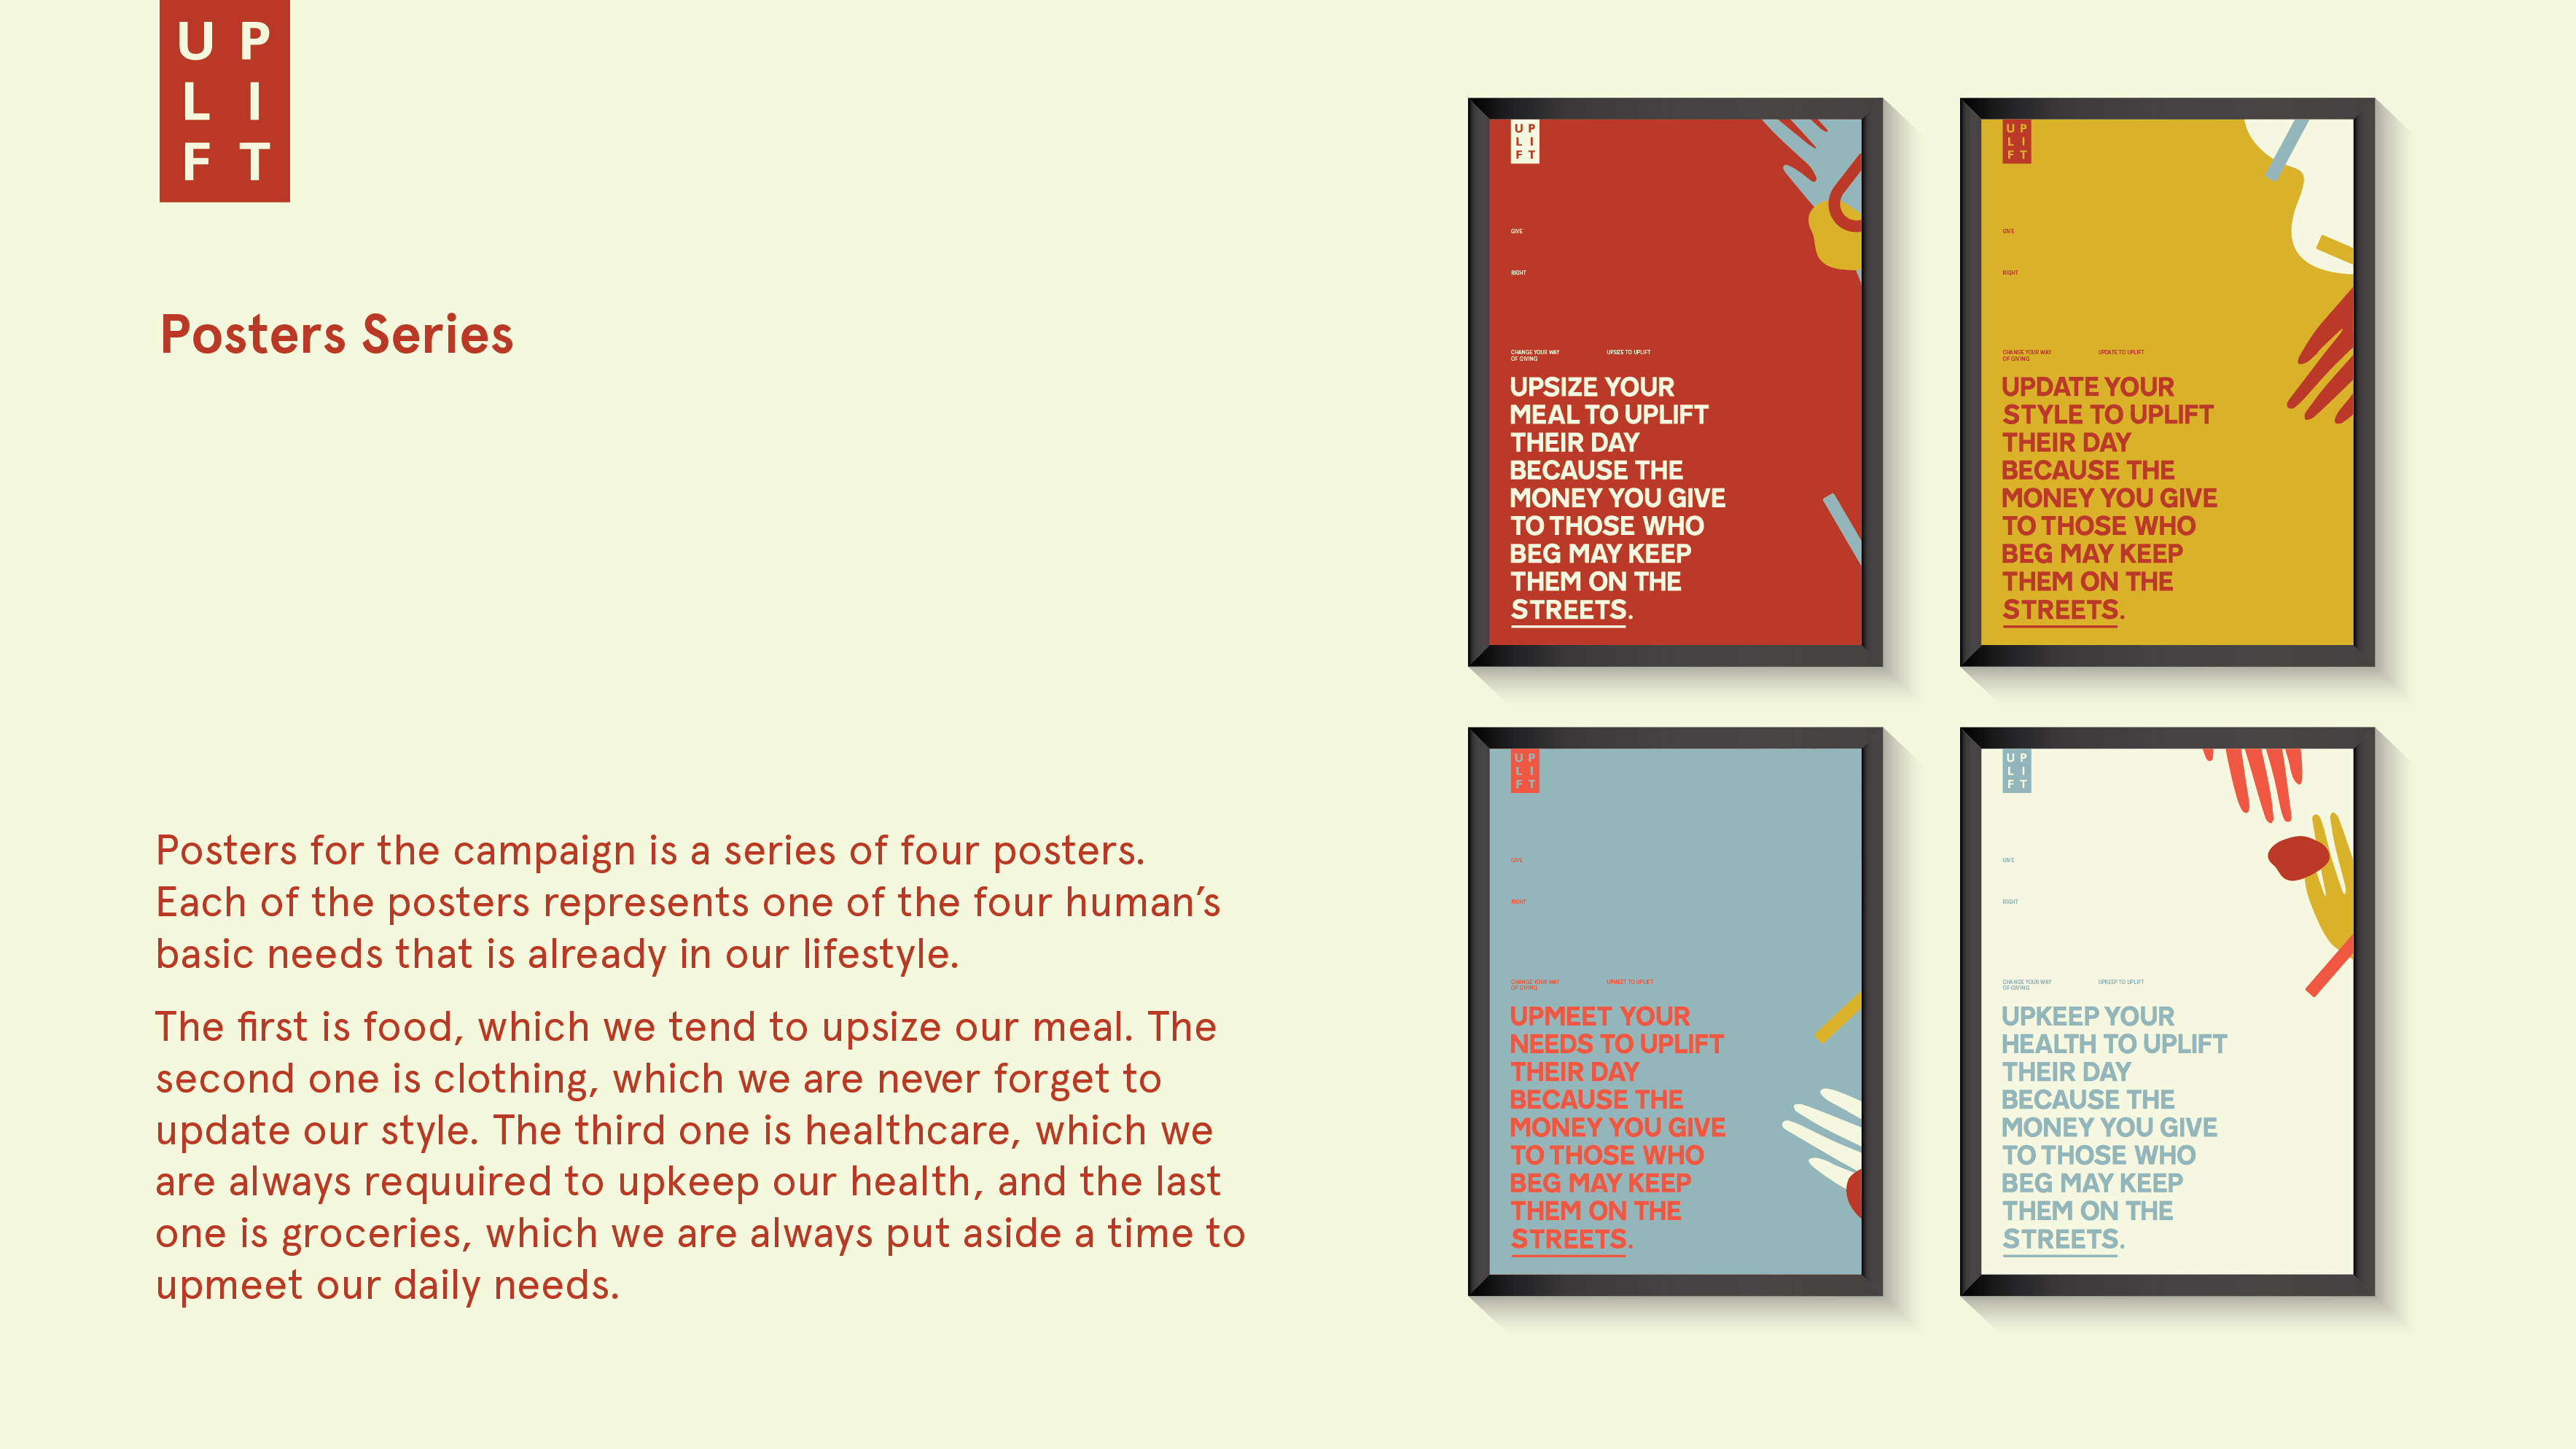 U P
L I
F T
Posters Series
Posters for the campaign is a series of four posters.
Each of the posters represents one of the four human’s
basic needs that is already in our lifestyle.
The first is food, which we tend to upsize our meal. The
second one is clothing, which we are never forget to
update our style. The third one is healthcare, which we
are always requuired to upkeep our health, and the last
one is groceries, which we are always put aside a time to
upmeet our daily needs.
U P
L I
F T
GIVE
RIGHT
CHANGE YOUR WAY
OF GIVING
UPSIZE TO UPLIFT
UPSIZE YOUR
MEAL TO UPLIFT
THEIR DAY
BECAUSE THE
MONEY YOU GIVE
TO THOSE WHO
BEG MAY KEEP
THEM ON THE
STREETS.
U P
L I
F T
GIVE
RIGHT
CHANGE YOUR WAY
OF GIVING
UPDATE TO UPLIFT
UPDATE YOUR
STYLE TO UPLIFT
THEIR DAY
BECAUSE THE
MONEY YOU GIVE
TO THOSE WHO
BEG MAY KEEP
THEM ON THE
STREETS.
U P
L I
F T
GIVE
RIGHT
CHANGE YOUR WAY
OF GIVING
UPMEET TO UPLIFT
UPMEET YOUR
NEEDS TO UPLIFT
THEIR DAY
BECAUSE THE
MONEY YOU GIVE
TO THOSE WHO
BEG MAY KEEP
THEM ON THE
STREETS.
U P
L I
F T
GIVE
RIGHT
CHANGE YOUR WAY
OF GIVING
UPKEEP TO UPLIFT
UPKEEP YOUR
HEALTH TO UPLIFT
THEIR DAY
BECAUSE THE
MONEY YOU GIVE
TO THOSE WHO
BEG MAY KEEP
THEM ON THE
STREETS.